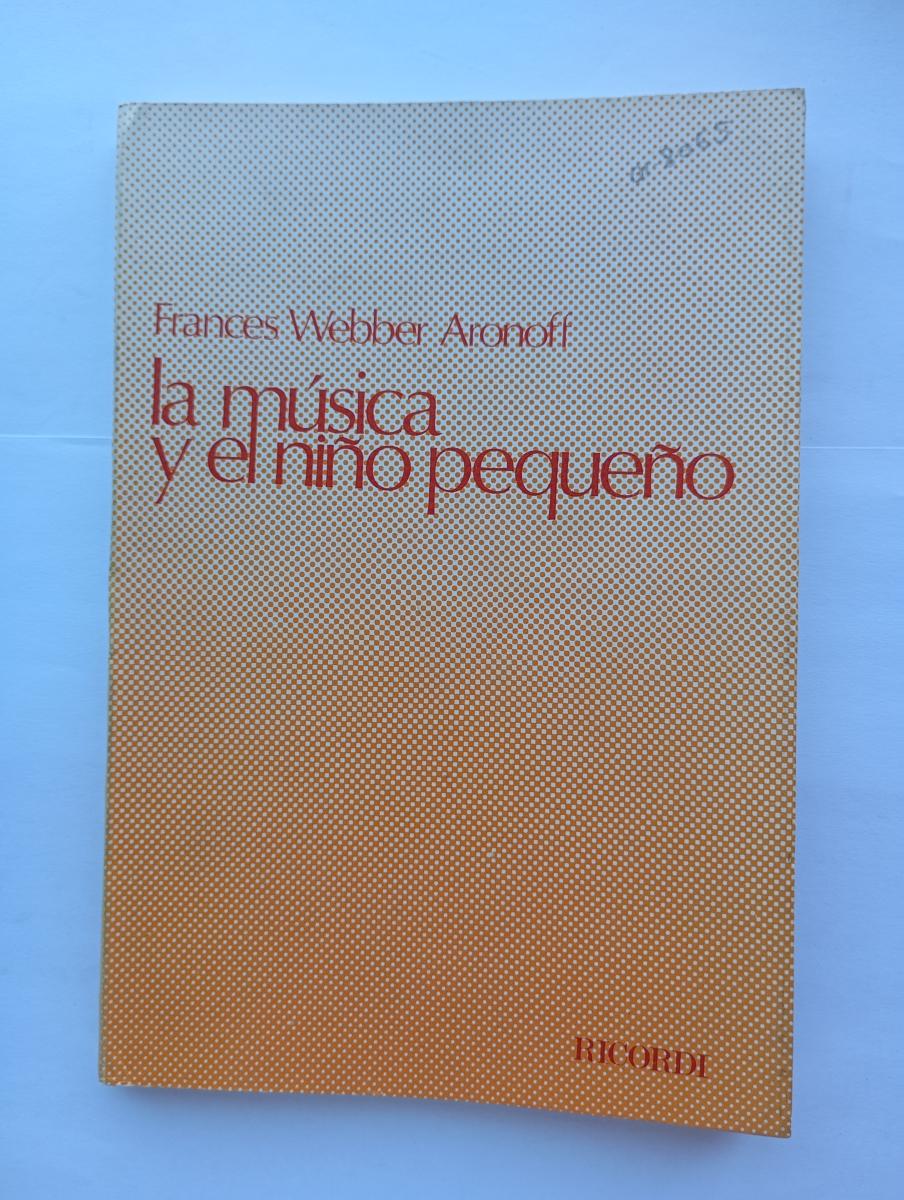 Frances Webber Aronoff
la música
y el niño pequeño
RICORDI